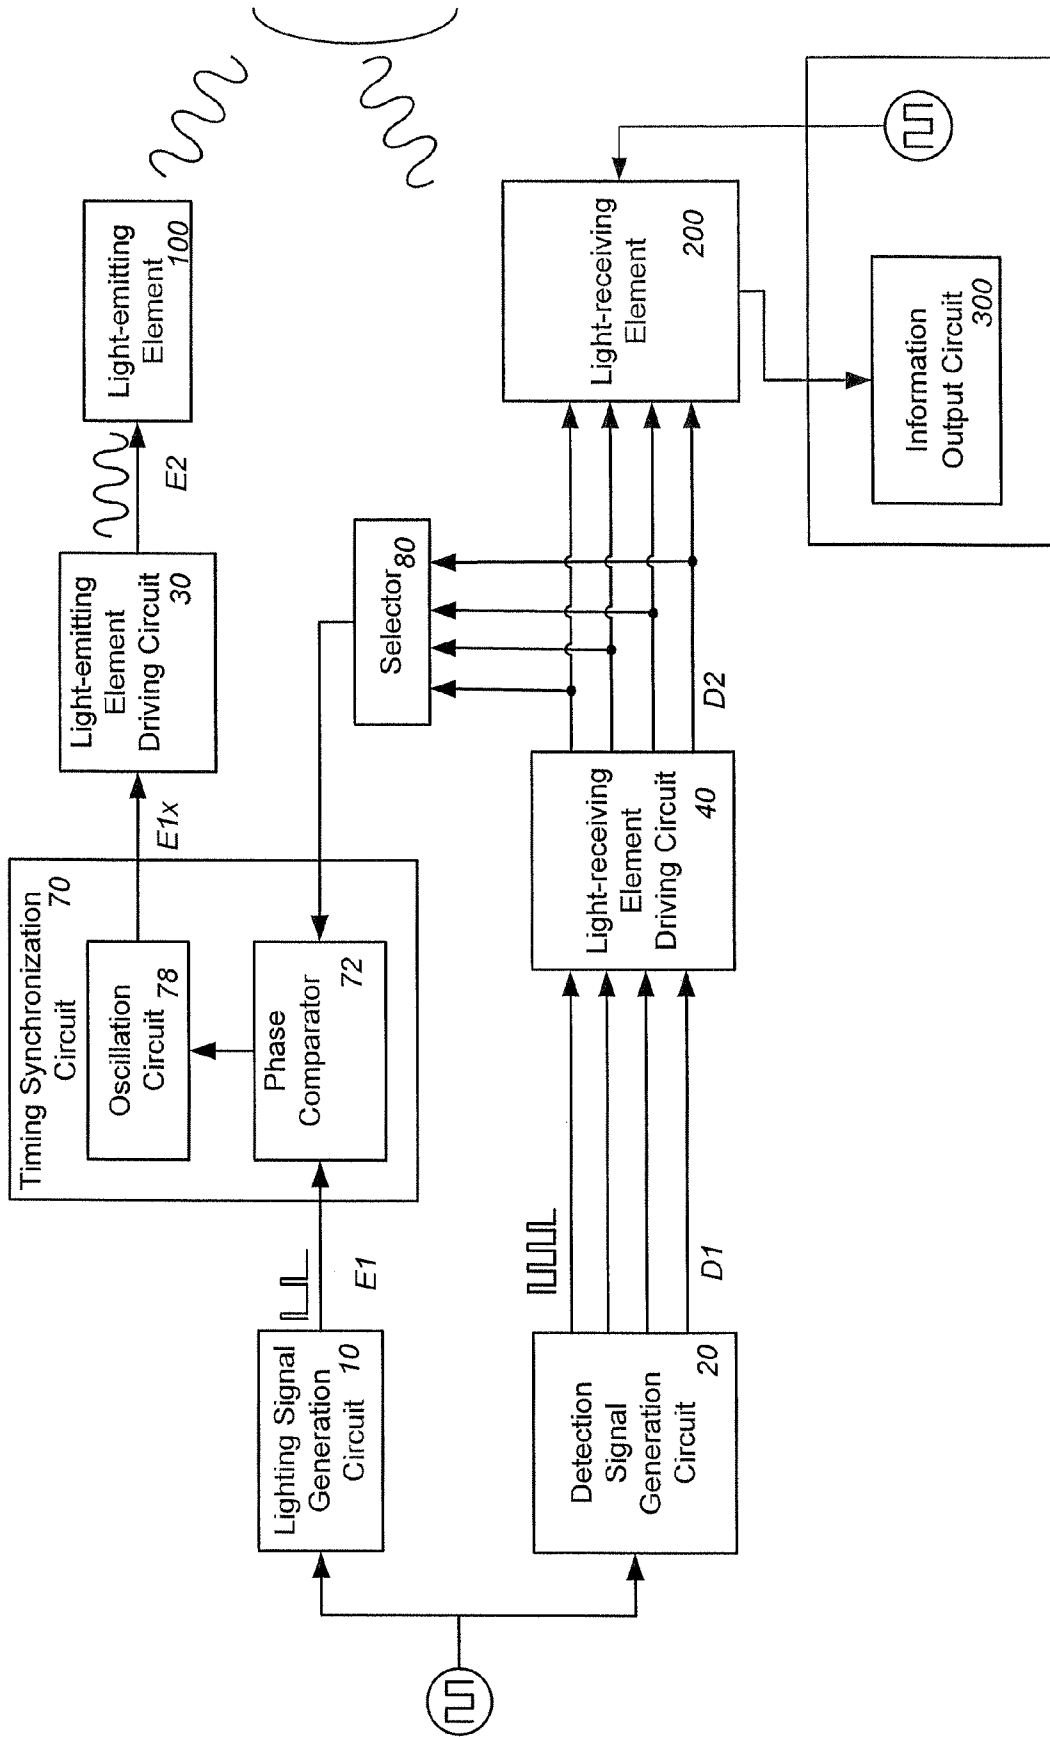 Timing Synchronization
Circuit 70
Oscillation
Circuit 78
Phase
Comparator
72
Lighting Signal
Generation
Circuit 10
E1
E1x
Light-emitting
Element
Driving Circuit
30
E2
Light-emitting
Element
100
Selector
80
Detection
Signal
Generation
Circuit
20
D1
Light-receiving
Element
Driving Circuit
40
D2
Light-receiving
Element
200
Information
Output Circuit
300